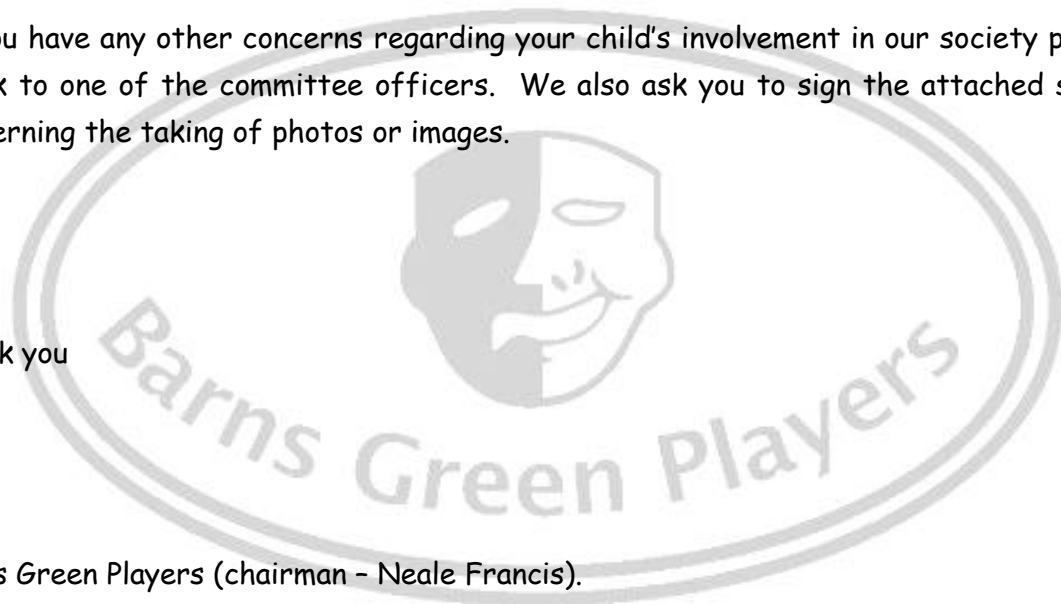 ou have any other concerns regarding your child's involvement in our society p
k to one of the committee officers. We also ask you to sign the attached s
erning the taking of photos or images.
k you
Barns Green Players
s Green Players (chairman – Neale Francis).